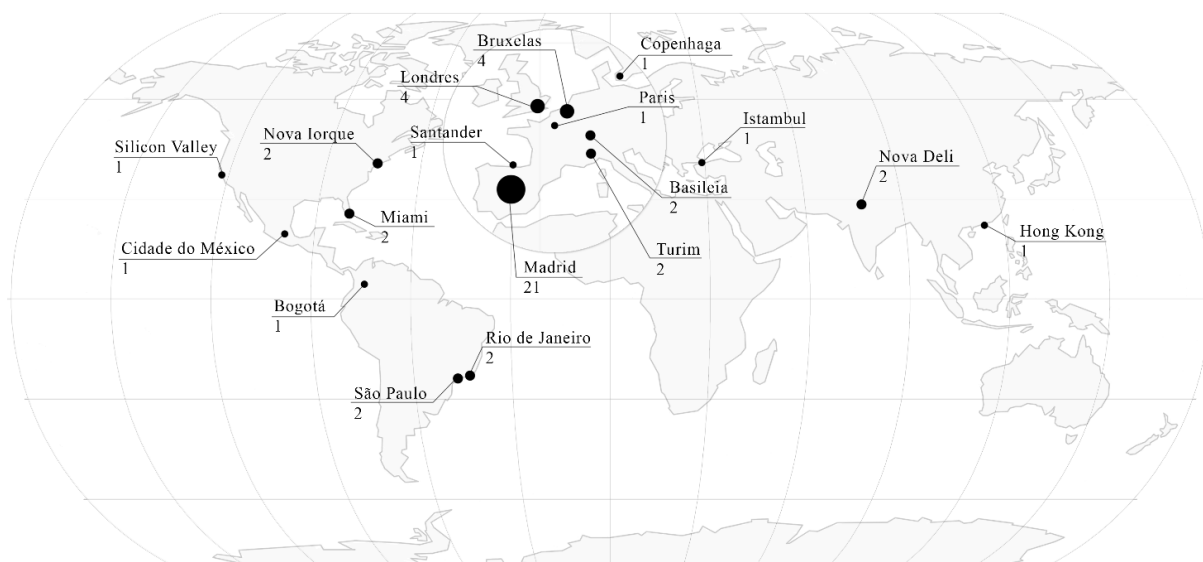 Bruxelas
4
Copenhaga
1
Londres
4
Paris
1
Istambul
1
Nova Iorque
2
Santander
1
Silicon Valley
1
Nova Deli
2
Basileia
2
Miami
2
Hong Kong
1
Cidade do México
1
Turim
2
Madrid
21
Bogotá
1
Rio de Janeiro
2
São Paulo
2